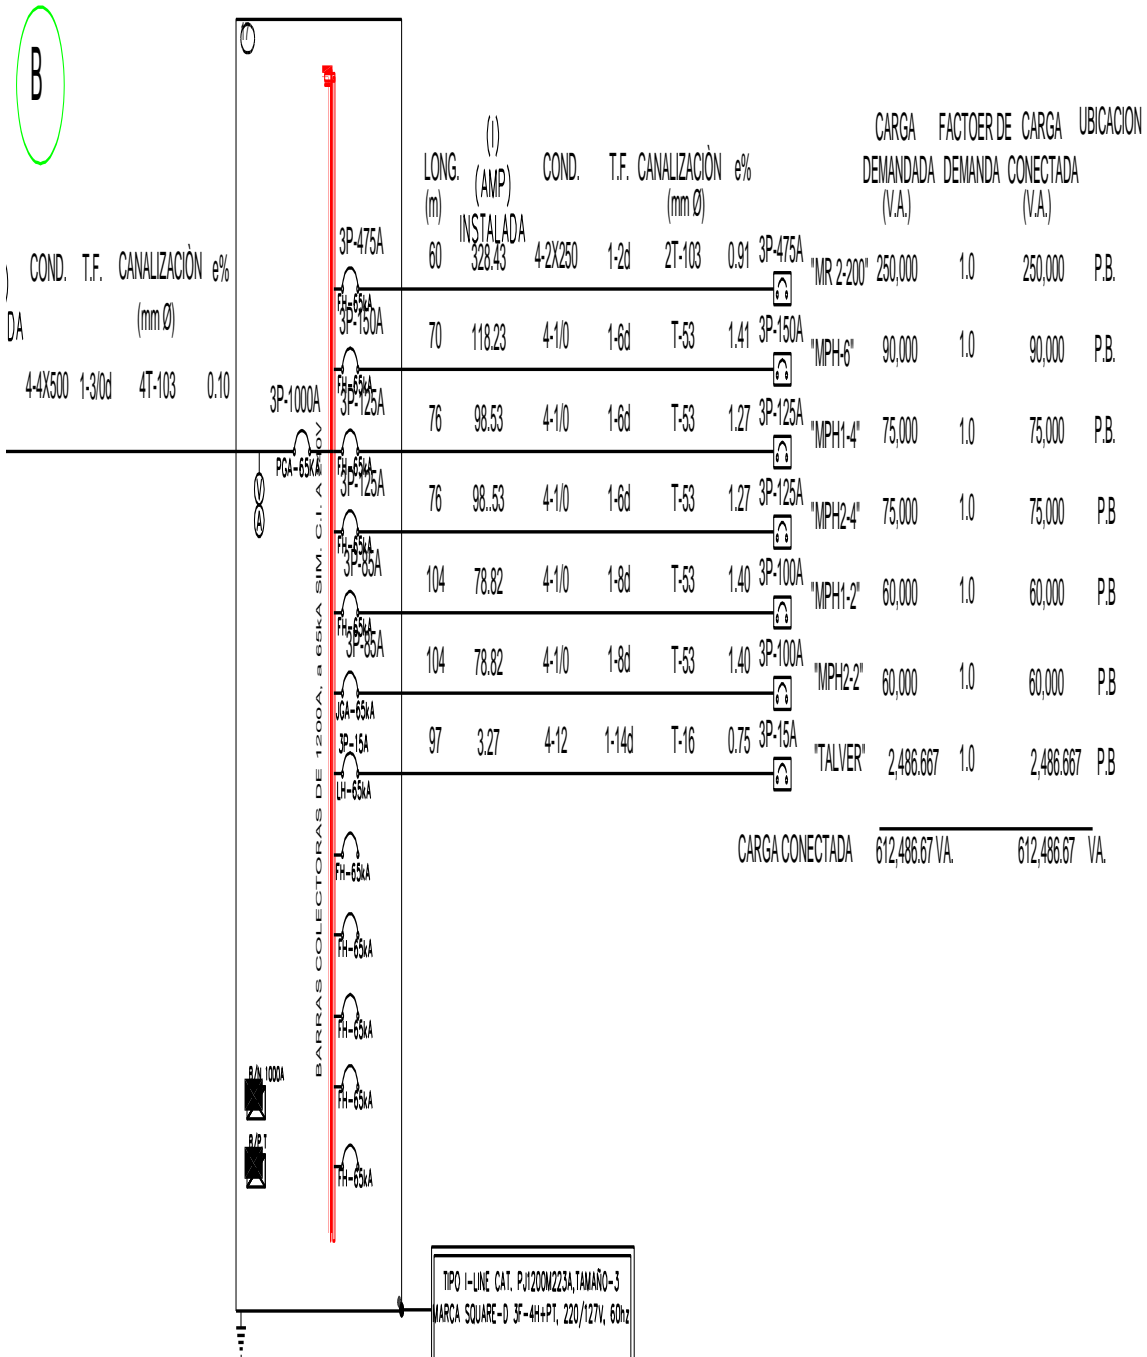 B
17
CARGA DEMANDADA (V.A.)
FACTOER DE DEMANDA
CARGA CONECTADA (V.A.)
UBICACION
LONG. (m)
(I) (AMP) INSTALADA
COND.
T.F.
CANALIZACIÒN (mm Ø)
e%
) DA
COND.
T.F.
CANALIZACIÒN (mm Ø)
e%
4-4X500 1-3/0d 4T-103 0.10
3P-1000A
PGA-65KA
V
A
3P-475A
FH-65kA
60 328.43 4-2X250 1-2d 2T-103 0.91 3P-475A "MR 2-200" 250,000 1.0 250,000 P.B.
3P-150A
FH-65kA
70 118.23 4-1/0 1-6d T-53 1.41 3P-150A "MPH-6" 90,000 1.0 90,000 P.B.
3P-125A
FH-65kA
76 98.53 4-1/0 1-6d T-53 1.27 3P-125A "MPH1-4" 75,000 1.0 75,000 P.B.
3P-125A
FH-65kA
76 98..53 4-1/0 1-6d T-53 1.27 3P-125A "MPH2-4" 75,000 1.0 75,000 P.B
3P-85A
FH-65kA
104 78.82 4-1/0 1-8d T-53 1.40 3P-100A "MPH1-2" 60,000 1.0 60,000 P.B
3P-85A
JGA-65kA
104 78.82 4-1/0 1-8d T-53 1.40 3P-100A "MPH2-2" 60,000 1.0 60,000 P.B
3P-15A
LH-65kA
97 3.27 4-12 1-14d T-16 0.75 3P-15A "TALVER" 2,486.667 1.0 2,486.667 P.B
CARGA CONECTADA 612,486.67 VA. 612,486.67 VA.
FH-65kA
FH-65kA
FH-65kA
FH-65kA
FH-65kA
BARRAS COLECTORAS DE 1200A, a 65kA SIM. C.I. A
0V
B/N 1000A
B/P.T
TIPO I-LINE CAT. PJ1200M223A,TAMAÑO-3
MARCA SQUARE-D 3F-4H+PT, 220/127V, 60hz